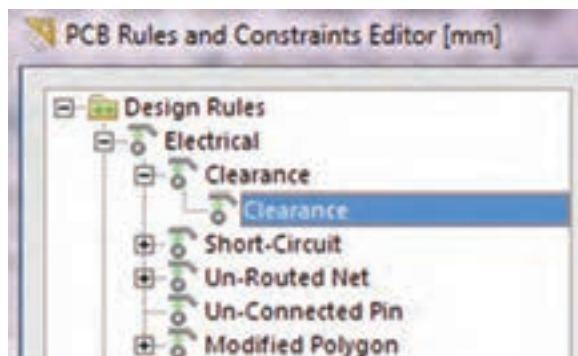 PCB Rules and Constraints Editor [mm]
Design Rules
Electrical
Clearance
Clearance
Short-Circuit
Un-Routed Net
Un-Connected Pin
Modified Polygon